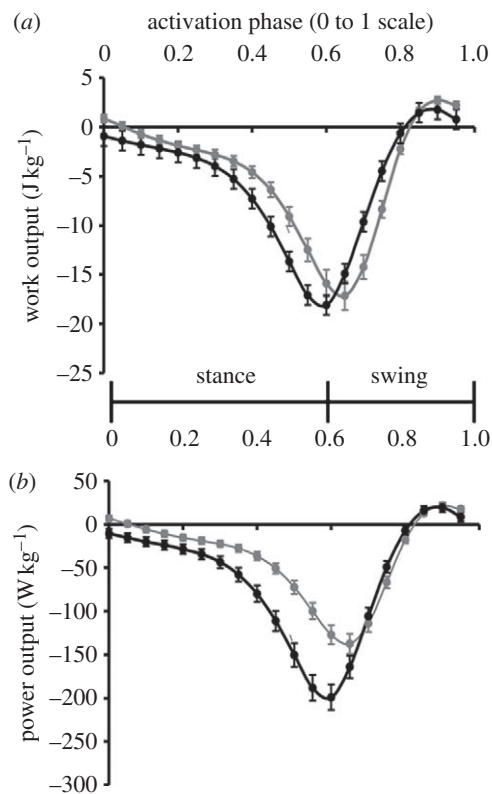 (a) activation phase (0 to 1 scale)
0 0.2 0.4 0.6 0.8 1.0
5
0
−5
−10
−15
−20
−25
work output (J kg⁻¹)
stance swing
0 0.2 0.4 0.6 0.8 1.0
(b)
50
0
−50
−100
−150
−200
−250
−300
power output (W kg⁻¹)